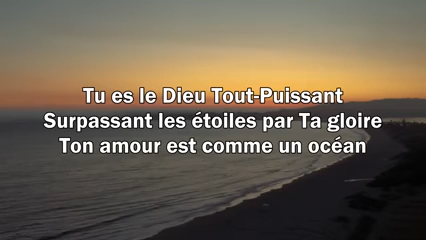 Tu es le Dieu Tout-Puissant
Surpassant les étoiles par Ta gloire
Ton amour est comme un océan